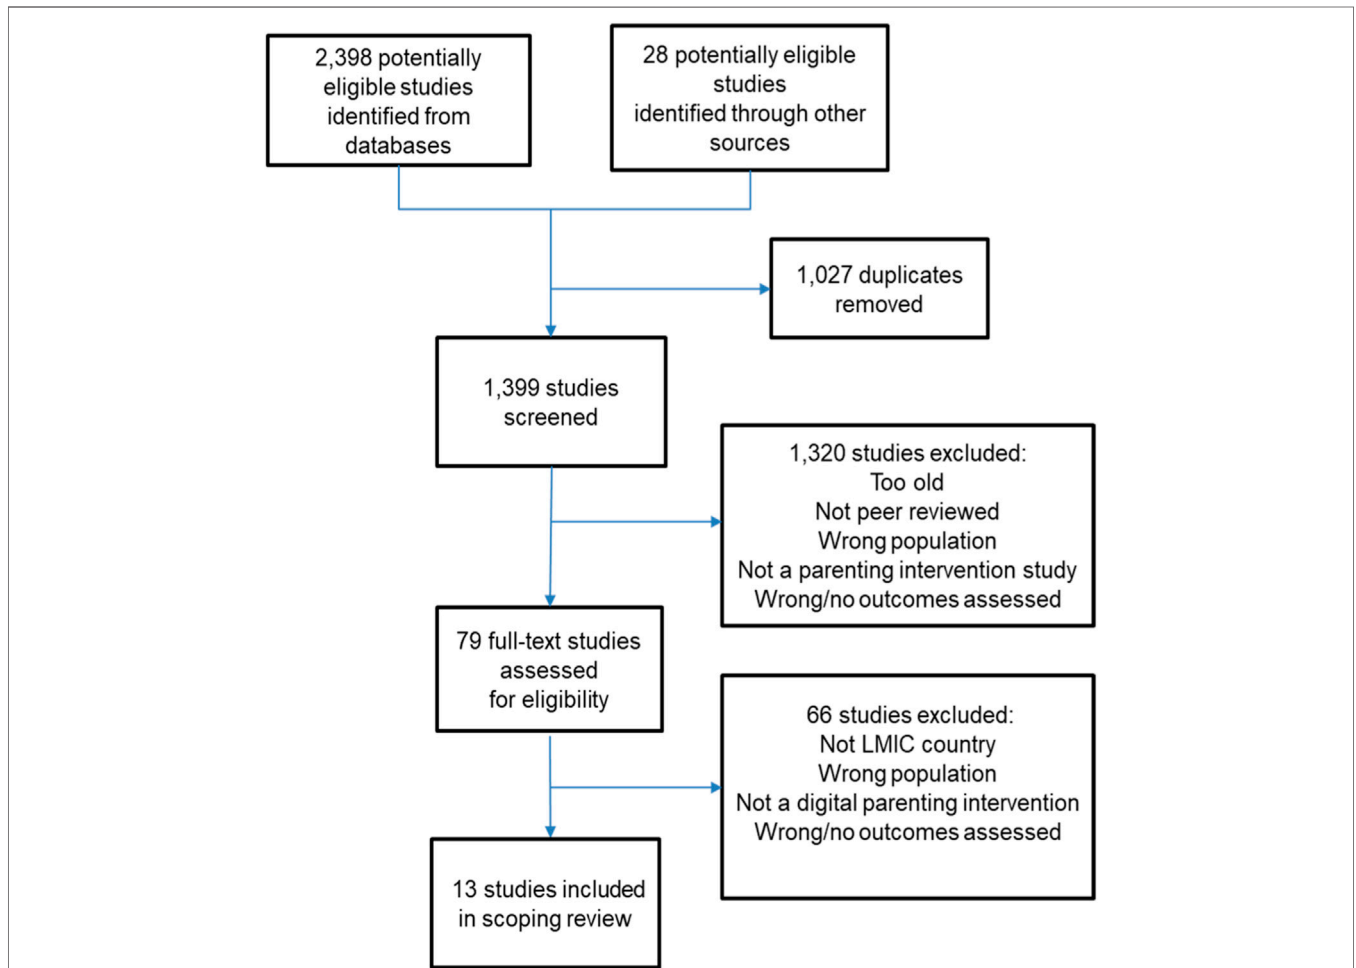 2,398 potentially
eligible studies
identified from
databases
28 potentially eligible
studies
identified through other
sources
1,027 duplicates
removed
1,399 studies
screened
1,320 studies excluded:
Too old
Not peer reviewed
Wrong population
Not a parenting intervention study
Wrong/no outcomes assessed
79 full-text studies
assessed
for eligibility
66 studies excluded:
Not LMIC country
Wrong population
Not a digital parenting intervention
Wrong/no outcomes assessed
13 studies included
in scoping review